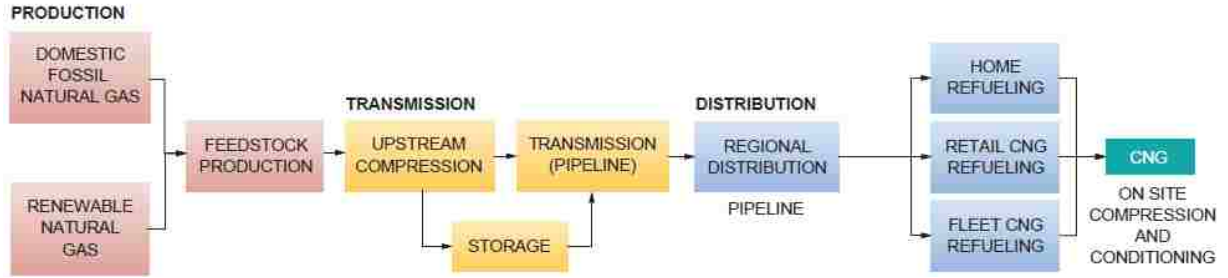 PRODUCTION
DOMESTIC
FOSSIL
NATURAL GAS
RENEWABLE
NATURAL
GAS
FEEDSTOCK
PRODUCTION
TRANSMISSION
UPSTREAM
COMPRESSION
STORAGE
TRANSMISSION
(PIPELINE)
DISTRIBUTION
REGIONAL
DISTRIBUTION
PIPELINE
HOME
REFUELING
RETAIL CNG
REFUELING
FLEET CNG
REFUELING
CNG
ON SITE
COMPRESSION
AND
CONDITIONING